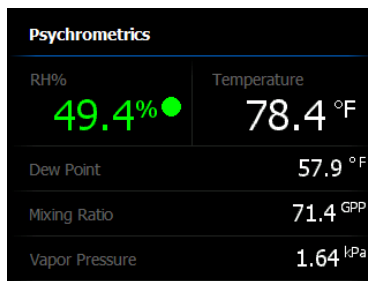 Psychrometrics
RH% Temperature
49.4% 78.4 °F
Dew Point 57.9 °F
Mixing Ratio 71.4 GPP
Vapor Pressure 1.64 kPa